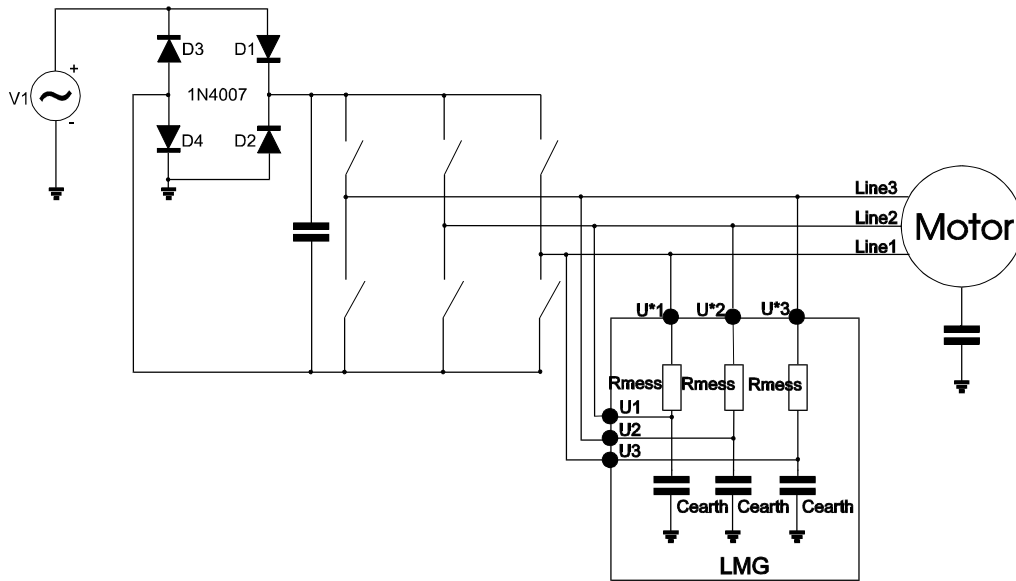 D3
D1
+
V1
1N4007
-
D4
D2
Line3
Line2
Line1
Motor
U*1
U*2
U*3
Rmess
Rmess
Rmess
U1
U2
U3
Cearth
Cearth
Cearth
LMG